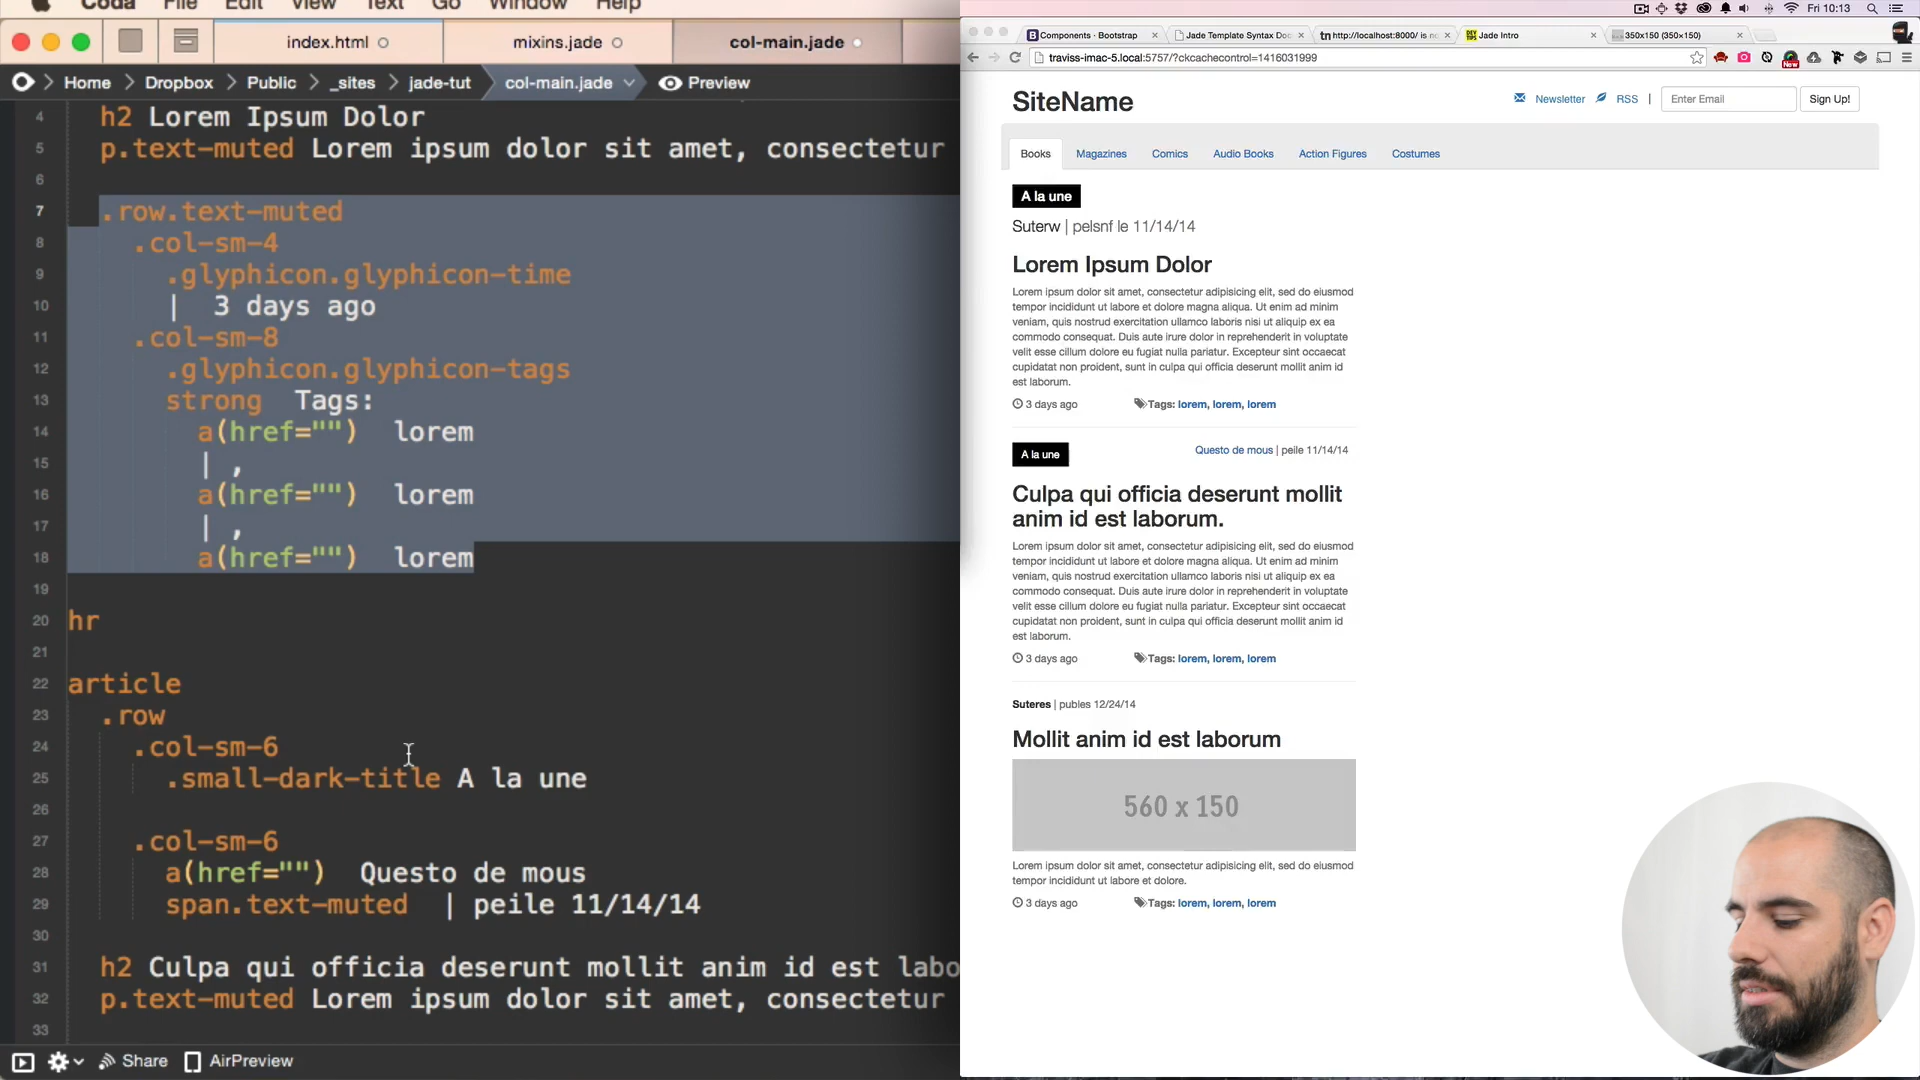 Coda File Edit View Text Go Window Help
index.html
mixins.jade
col-main.jade
Home
Dropbox
Public
_sites
jade-tut
col-main.jade
Preview
4 h2 Lorem Ipsum Dolor
5 p.text-muted Lorem ipsum dolor sit amet, consectetur
6
7 .row.text-muted
8 .col-sm-4
9 .glyphicon.glyphicon-time
10 | 3 days ago
11 .col-sm-8
12 .glyphicon.glyphicon-tags
13 strong Tags:
14 a(href="") lorem
15 | ,
16 a(href="") lorem
17 | ,
18 a(href="") lorem
19
20 hr
21
22 article
23 .row
24 .col-sm-6
25 .small-dark-title A la une
26
27 .col-sm-6
28 a(href="") Questo de mous
29 span.text-muted | peile 11/14/14
30
31 h2 Culpa qui officia deserunt mollit anim id est labo
32 p.text-muted Lorem ipsum dolor sit amet, consectetur
33
Share
AirPreview
Fri 10:13
Components · Bootstrap
Jade Template Syntax Doc
http://localhost:8000/ is no
Jade Intro
350x150 (350×150)
traviss-imac-5.local:5757/?ckcachecontrol=1416031999
New
SiteName
Newsletter
RSS
|
Enter Email
Sign Up!
Books
Magazines
Comics
Audio Books
Action Figures
Costumes
A la une
Suterw | pelsnf le 11/14/14
Lorem Ipsum Dolor
Lorem ipsum dolor sit amet, consectetur adipisicing elit, sed do eiusmod
tempor incididunt ut labore et dolore magna aliqua. Ut enim ad minim
veniam, quis nostrud exercitation ullamco laboris nisi ut aliquip ex ea
commodo consequat. Duis aute irure dolor in reprehenderit in voluptate
velit esse cillum dolore eu fugiat nulla pariatur. Excepteur sint occaecat
cupidatat non proident, sunt in culpa qui officia deserunt mollit anim id
est laborum.
3 days ago
Tags: lorem, lorem, lorem
A la une
Questo de mous | peile 11/14/14
Culpa qui officia deserunt mollit
anim id est laborum.
Lorem ipsum dolor sit amet, consectetur adipisicing elit, sed do eiusmod
tempor incididunt ut labore et dolore magna aliqua. Ut enim ad minim
veniam, quis nostrud exercitation ullamco laboris nisi ut aliquip ex ea
commodo consequat. Duis aute irure dolor in reprehenderit in voluptate
velit esse cillum dolore eu fugiat nulla pariatur. Excepteur sint occaecat
cupidatat non proident, sunt in culpa qui officia deserunt mollit anim id
est laborum.
3 days ago
Tags: lorem, lorem, lorem
Suteres | publes 12/24/14
Mollit anim id est laborum
560 x 150
Lorem ipsum dolor sit amet, consectetur adipisicing elit, sed do eiusmod
tempor incididunt ut labore et dolore.
3 days ago
Tags: lorem, lorem, lorem